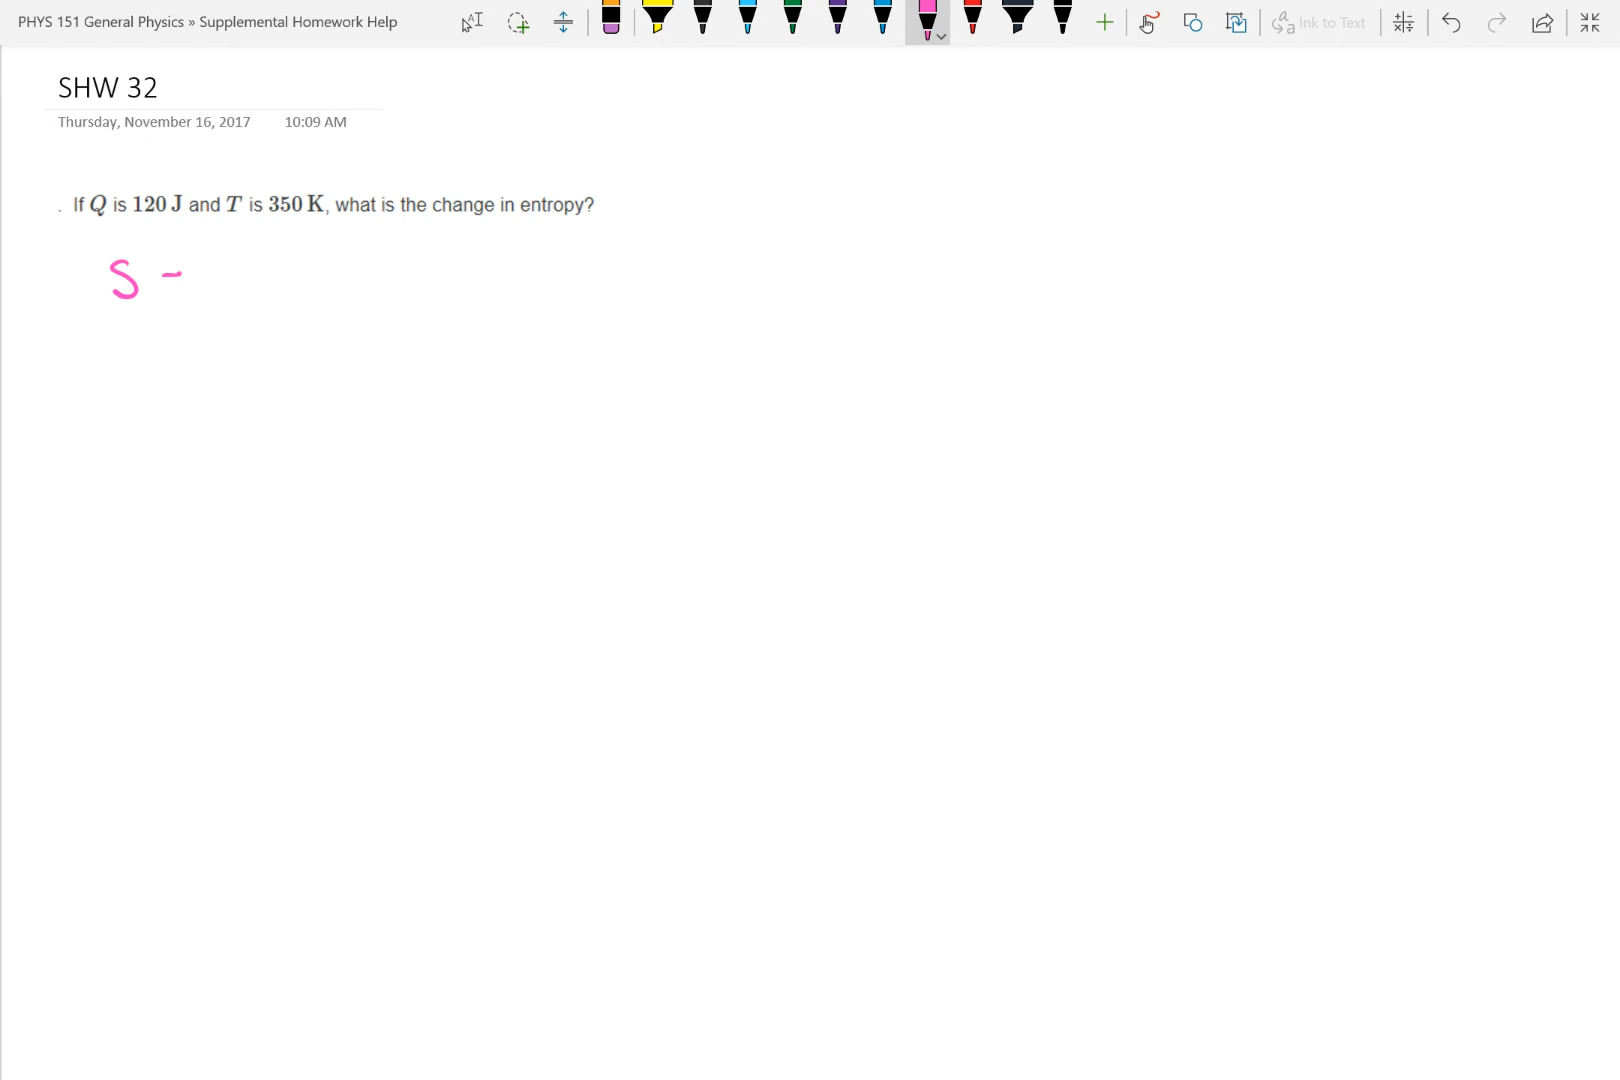 PHYS 151 General Physics » Supplemental Homework Help
Ink to Text
SHW 32
Thursday, November 16, 2017 10:09 AM
. If Q is 120 J and T is 350 K, what is the change in entropy?
S -